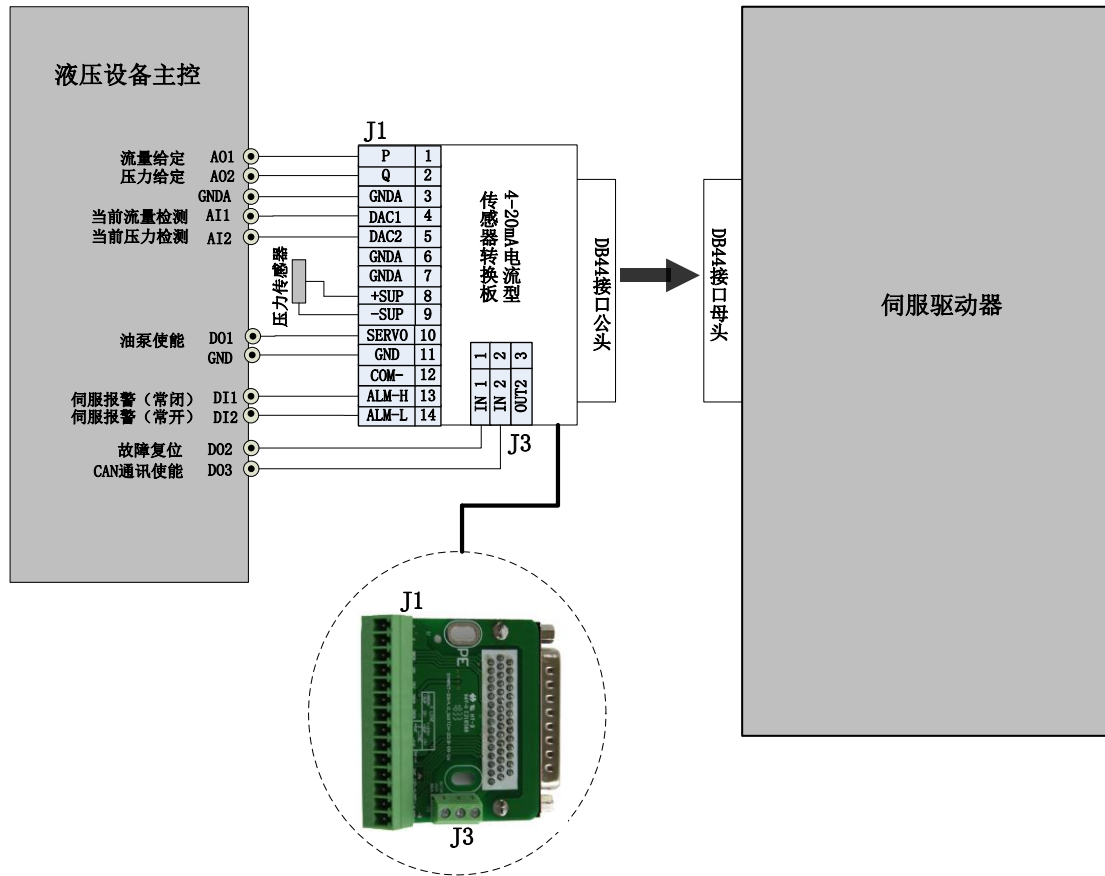 液压设备主控
流量给定 AO1
压力给定 AO2
GNDA
当前流量检测 AI1
当前压力检测 AI2
油泵使能 DO1
GND
伺服报警（常闭） DI1
伺服报警（常开） DI2
故障复位 DO2
CAN通讯使能 DO3
压力传感器
J1
P 1
Q 2
GNDA 3
DAC1 4
DAC2 5
GNDA 6
GNDA 7
+SUP 8
-SUP 9
SERVO 10
GND 11
COM- 12
ALM-H 13
ALM-L 14
4-20mA电流型
传感器转换板
IN 1 1
IN 2 2
OUT2 3
J3
DB44接口公头
DB44接口母头
伺服驱动器
J1
PE
J3